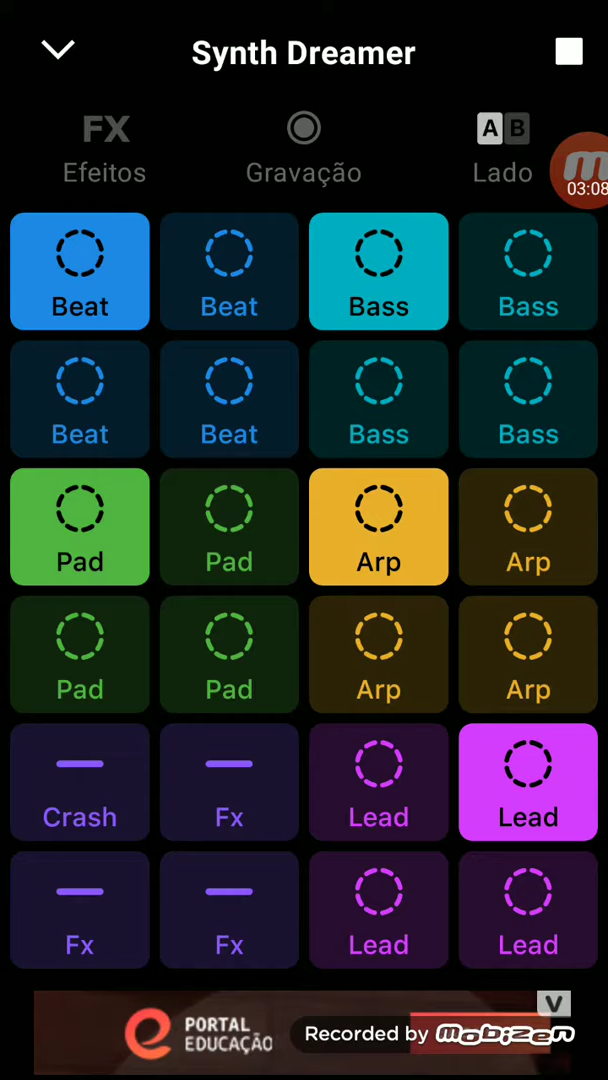 Synth Dreamer
FX
A B
Efeitos Gravação Lado
m
03:08
Beat Beat Bass Bass
Beat Beat Bass Bass
Pad Pad Arp Arp
Pad Pad Arp Arp
Crash Fx Lead Lead
Fx Fx Lead Lead
V
PORTAL
EDUCAÇÃO
Recorded by mobizen